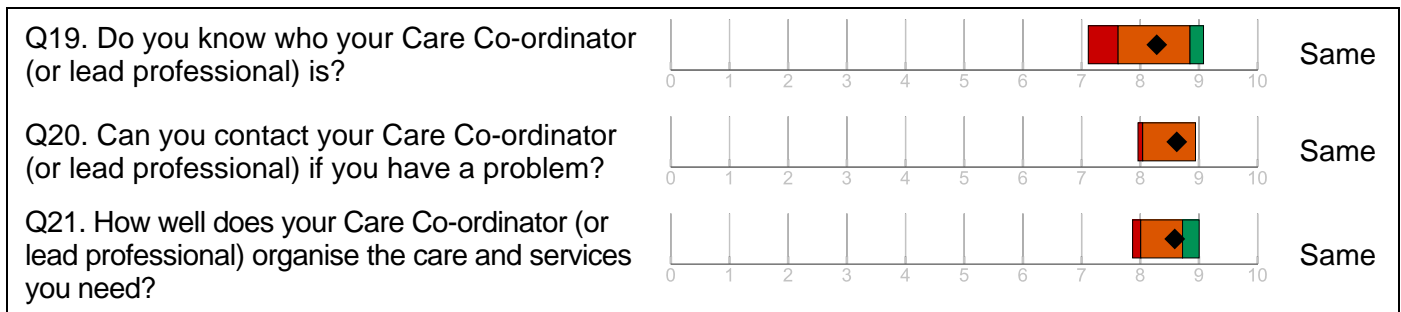 Q19. Do you know who your Care Co-ordinator
(or lead professional) is?
0 1 2 3 4 5 6 7 8 9 10
Same
Q20. Can you contact your Care Co-ordinator
(or lead professional) if you have a problem?
0 1 2 3 4 5 6 7 8 9 10
Same
Q21. How well does your Care Co-ordinator (or
lead professional) organise the care and services
you need?
0 1 2 3 4 5 6 7 8 9 10
Same